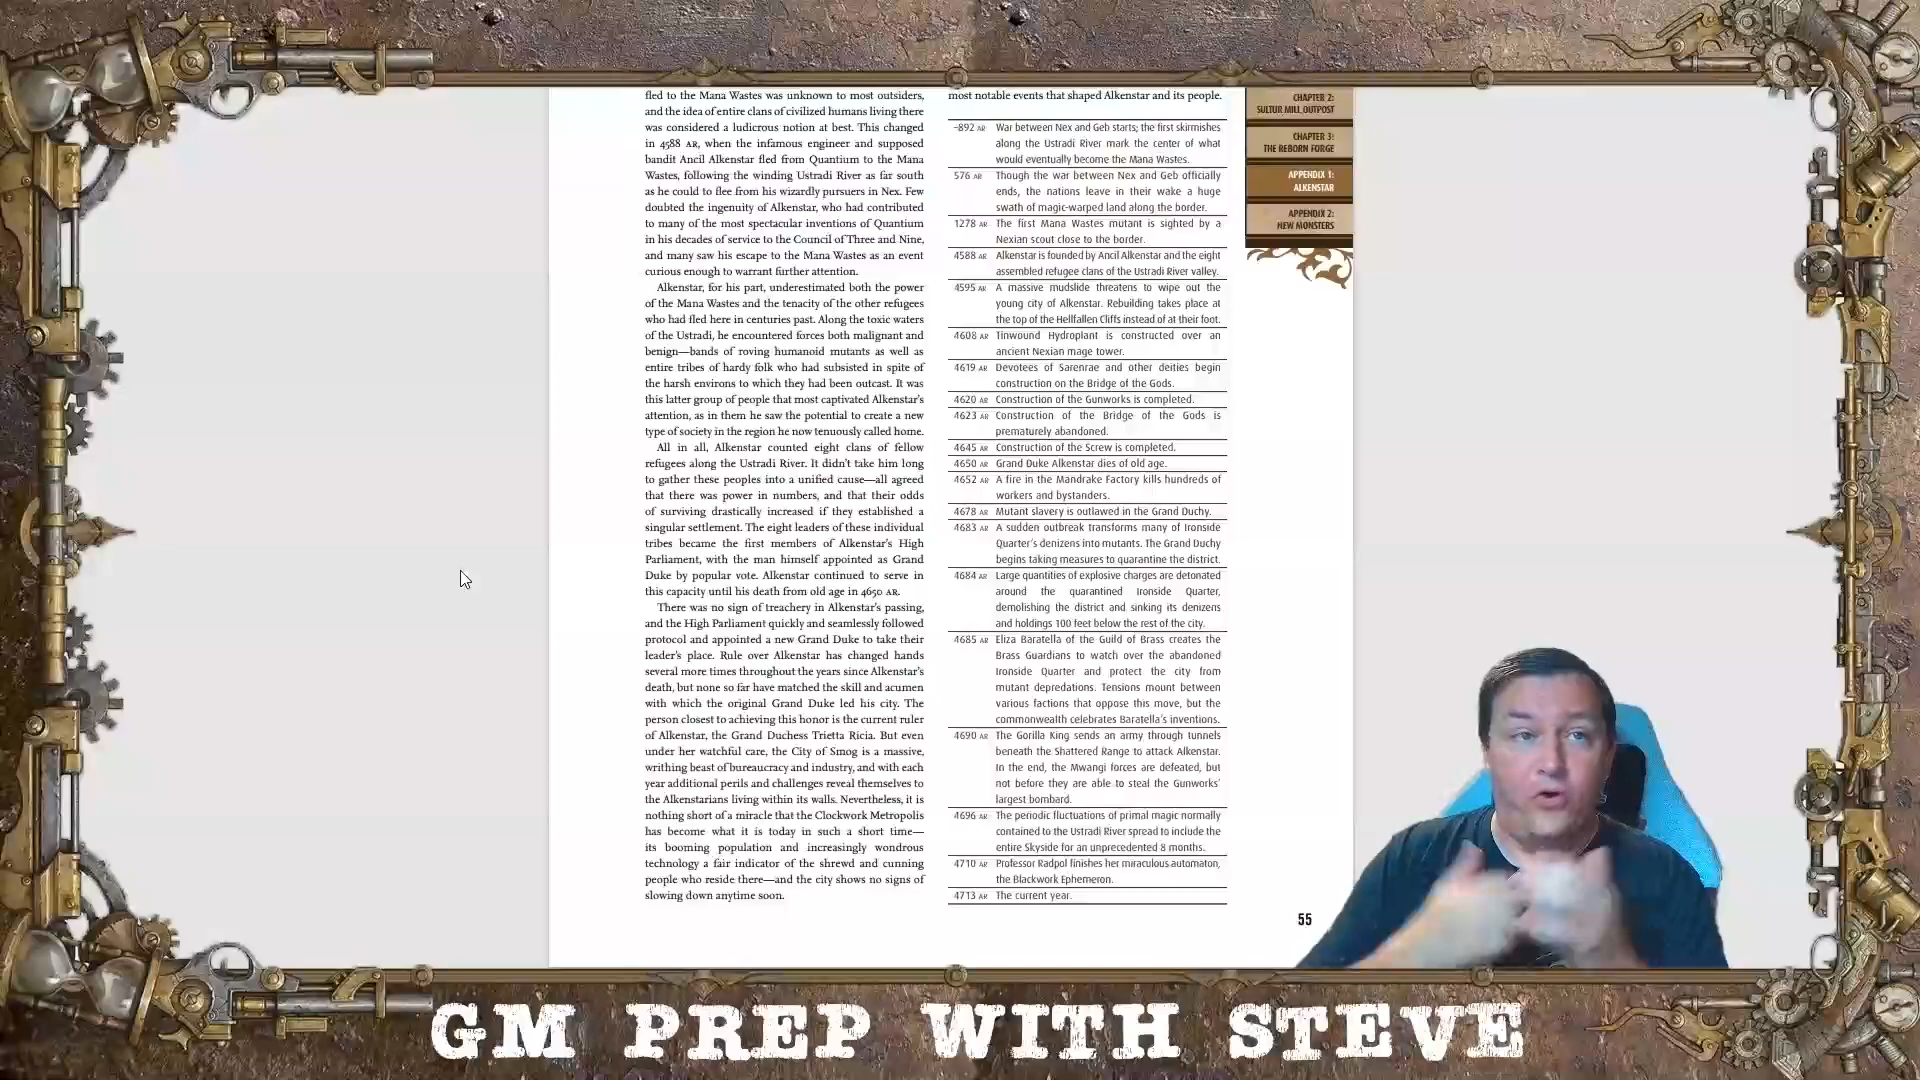 fled to the Mana Wastes was unknown to most outsiders,
and the idea of entire clans of civilized humans living there
was considered a ludicrous notion at best. This changed
in 4588 AR, when the infamous engineer and supposed
bandit Ancil Alkenstar fled from Quantium to the Mana
Wastes, following the winding Ustradi River as far south
as he could to flee from his wizardly pursuers in Nex. Few
doubted the ingenuity of Alkenstar, who had contributed
to many of the most spectacular inventions of Quantium
in his decades of service to the Council of Three and Nine,
and many saw his escape to the Mana Wastes as an event
curious enough to warrant further attention.
Alkenstar, for his part, underestimated both the power
of the Mana Wastes and the tenacity of the other refugees
who had fled here in centuries past. Along the toxic waters
of the Ustradi, he encountered forces both malignant and
benign—bands of roving humanoid mutants as well as
entire tribes of hardy folk who had subsisted in spite of
the harsh environs to which they had been outcast. It was
this latter group of people that most captivated Alkenstar's
attention, as in them he saw the potential to create a new
type of society in the region he now tenuously called home.
All in all, Alkenstar counted eight clans of fellow
refugees along the Ustradi River. It didn't take him long
to gather these peoples into a unified cause—all agreed
that there was power in numbers, and that their odds
of surviving drastically increased if they established a
singular settlement. The eight leaders of these individual
tribes became the first members of Alkenstar's High
Parliament, with the man himself appointed as Grand
Duke by popular vote. Alkenstar continued to serve in
this capacity until his death from old age in 4650 AR.
There was no sign of treachery in Alkenstar's passing,
and the High Parliament quickly and seamlessly followed
protocol and appointed a new Grand Duke to take their
leader's place. Rule over Alkenstar has changed hands
several more times throughout the years since Alkenstar's
death, but none so far have matched the skill and acumen
with which the original Grand Duke led his city. The
person closest to achieving this honor is the current ruler
of Alkenstar, the Grand Duchess Trietta Ricia. But even
under her watchful care, the City of Smog is a massive,
writhing beast of bureaucracy and industry, and with each
year additional perils and challenges reveal themselves to
the Alkenstarians living within its walls. Nevertheless, it is
nothing short of a miracle that the Clockwork Metropolis
has become what it is today in such a short time—
its booming population and increasingly wondrous
technology a fair indicator of the shrewd and cunning
people who reside there—and the city shows no signs of
slowing down anytime soon.
most notable events that shaped Alkenstar and its people.
–892 AR War between Nex and Geb starts; the first skirmishes
along the Ustradi River mark the center of what
would eventually become the Mana Wastes.
576 AR Though the war between Nex and Geb officially
ends, the nations leave in their wake a huge
swath of magic-warped land along the border.
1278 AR The first Mana Wastes mutant is sighted by a
Nexian scout close to the border.
4588 AR Alkenstar is founded by Ancil Alkenstar and the eight
assembled refugee clans of the Ustradi River valley.
4595 AR A massive mudslide threatens to wipe out the
young city of Alkenstar. Rebuilding takes place at
the top of the Hellfallen Cliffs instead of at their foot.
4608 AR Tinwound Hydroplant is constructed over an
ancient Nexian mage tower.
4619 AR Devotees of Sarenrae and other deities begin
construction on the Bridge of the Gods.
4620 AR Construction of the Gunworks is completed.
4623 AR Construction of the Bridge of the Gods is
prematurely abandoned.
4645 AR Construction of the Screw is completed.
4650 AR Grand Duke Alkenstar dies of old age.
4652 AR A fire in the Mandrake Factory kills hundreds of
workers and bystanders.
4678 AR Mutant slavery is outlawed in the Grand Duchy.
4683 AR A sudden outbreak transforms many of Ironside
Quarter's denizens into mutants. The Grand Duchy
begins taking measures to quarantine the district.
4684 AR Large quantities of explosive charges are detonated
around the quarantined Ironside Quarter,
demolishing the district and sinking its denizens
and holdings 100 feet below the rest of the city.
4685 AR Eliza Baratella of the Guild of Brass creates the
Brass Guardians to watch over the abandoned
Ironside Quarter and protect the city from
mutant depredations. Tensions mount between
various factions that oppose this move, but the
commonwealth celebrates Baratella's inventions.
4690 AR The Gorilla King sends an army through tunnels
beneath the Shattered Range to attack Alkenstar.
In the end, the Mwangi forces are defeated, but
not before they are able to steal the Gunworks'
largest bombard.
4696 AR The periodic fluctuations of primal magic normally
contained to the Ustradi River spread to include the
entire Skyside for an unprecedented 8 months.
4710 AR Professor Radpol finishes her miraculous automaton,
the Blackwork Ephemeron.
4713 AR The current year.
CHAPTER 2:
SULTUR MILL OUTPOST
CHAPTER 3:
THE REBORN FORGE
APPENDIX 1:
ALKENSTAR
APPENDIX 2:
NEW MONSTERS
55
GM PREP WITH STEVE